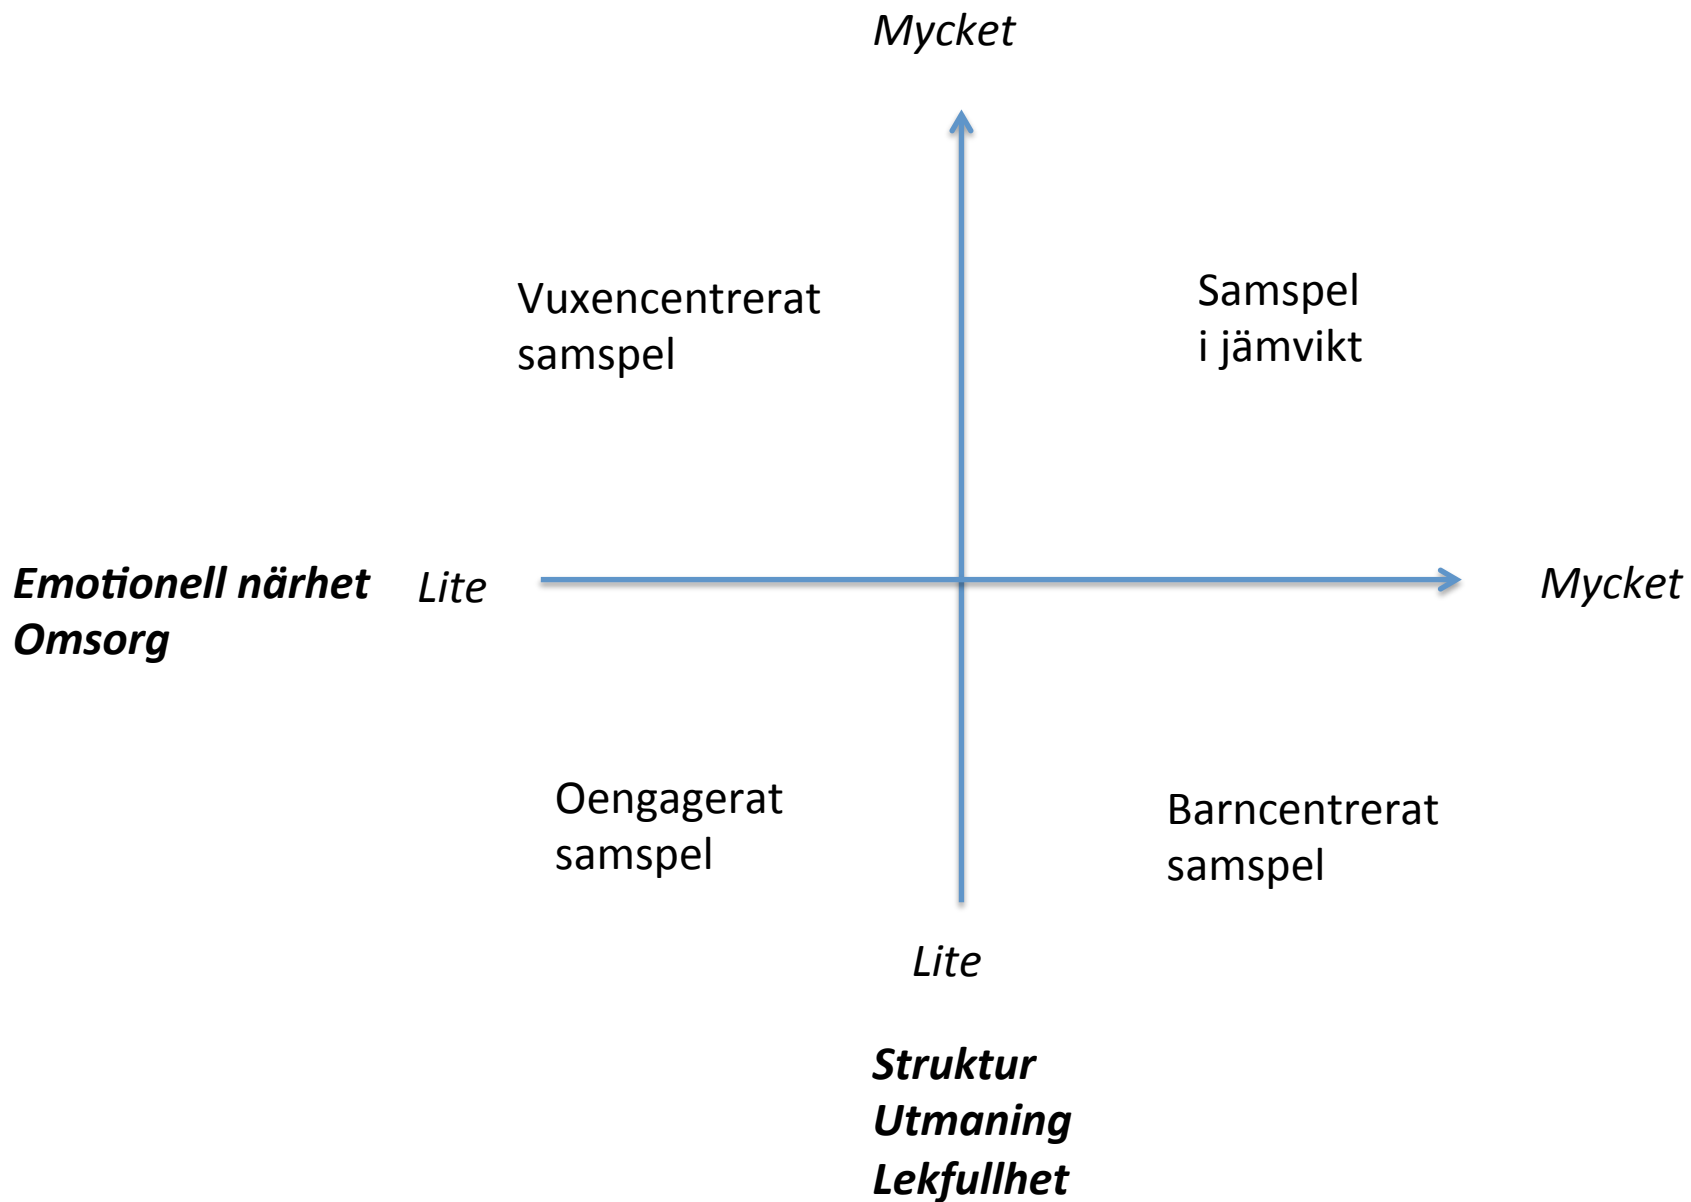 Mycket
Vuxencentrerat
samspel
Samspel
i jämvikt
Emotionell närhet
Omsorg
Lite
Mycket
Oengagerat
samspel
Barncentrerat
samspel
Lite
Struktur
Utmaning
Lekfullhet